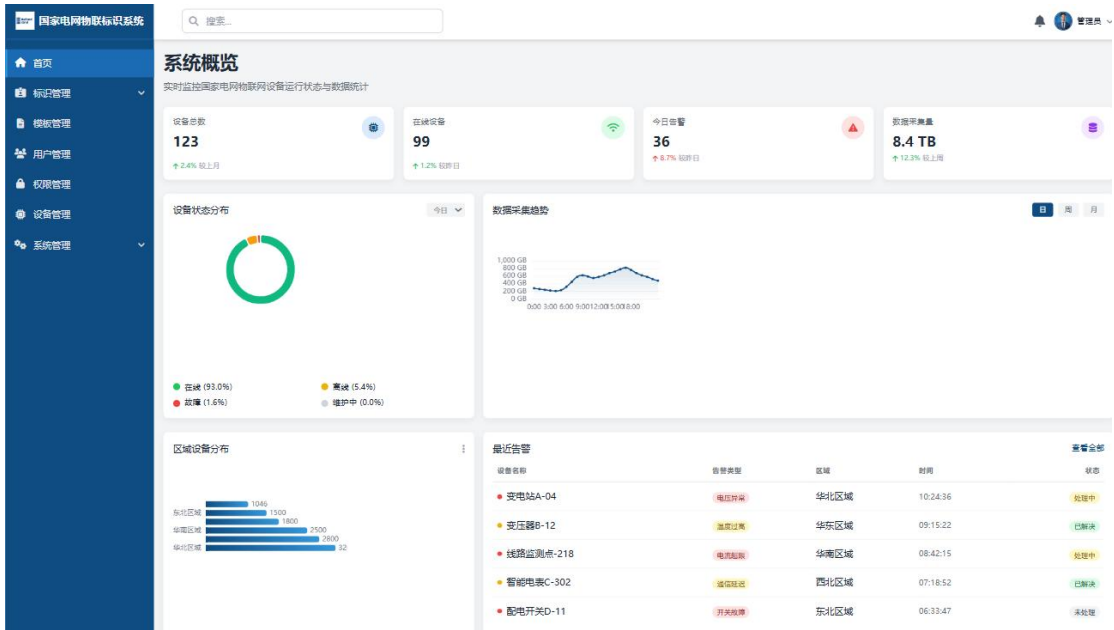 国家电网物联标识系统
搜索...
管理员
首页
标识管理
模板管理
用户管理
权限管理
设备管理
系统管理
系统概览
实时监控国家电网物联网设备运行状态与数据统计
设备总数
123
2.4% 较上月
在线设备
99
1.2% 较昨日
今日告警
36
8.7% 较昨日
数据采集量
8.4 TB
12.3% 较上周
设备状态分布
今日
在线 (93.0%)
离线 (5.4%)
故障 (1.6%)
维护中 (0.0%)
数据采集趋势
日 周 月
1,000 GB
800 GB
600 GB
400 GB
200 GB
0 GB
0:00 3:00 6:00 9:00 12:00 15:00 18:00
区域设备分布
1046
东北区域 1500
1800
华南区域 2500
2800
华北区域 32
最近告警
查看全部
设备名称 告警类型 区域 时间 状态
变电站A-04 电压异常 华北区域 10:24:36 处理中
变压器B-12 温度过高 华东区域 09:15:22 已解决
线路监测点-218 电流超限 华南区域 08:42:15 处理中
智能电表C-302 通信延迟 西北区域 07:18:52 已解决
配电开关D-11 开关故障 东北区域 06:33:47 未处理